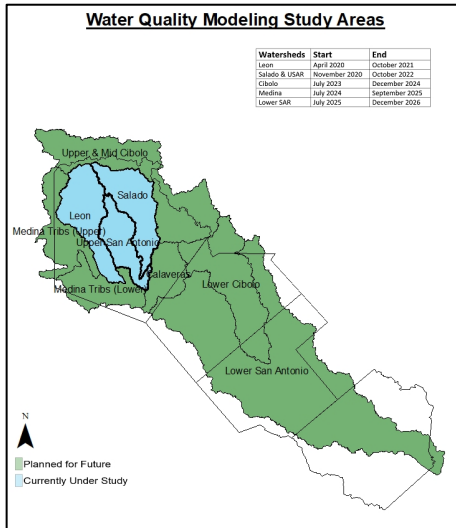 Water Quality Modeling Study Areas
Watersheds Start End
Leon April 2020 October 2021
Salado & USAR November 2020 October 2022
Cibolo July 2023 December 2024
Medina July 2024 September 2025
Lower SAR July 2025 December 2026
Upper & Mid Cibolo
Salado
Leon
Medina Tribs (Upper)
Upper San Antonio
Calaveras
Medina Tribs (Lower)
Lower Cibolo
Lower San Antonio
N
Planned for Future
Currently Under Study